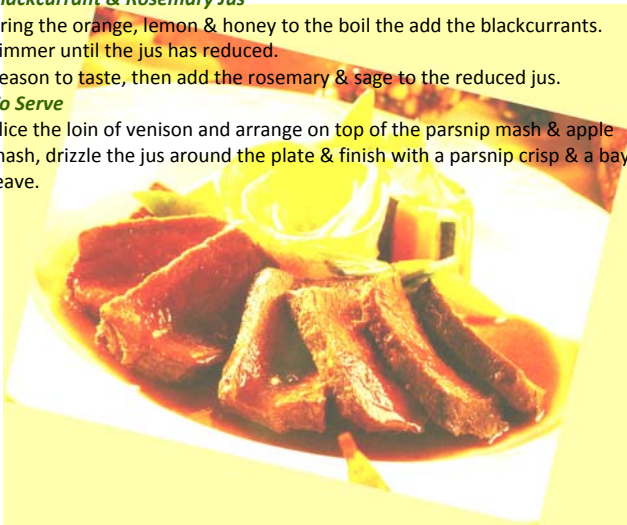 lackcurrant & Rosemary Jus
ring the orange, lemon & honey to the boil the add the blackcurrants.
immer until the jus has reduced.
eason to taste, then add the rosemary & sage to the reduced jus.
o Serve
lice the loin of venison and arrange on top of the parsnip mash & apple
mash, drizzle the jus around the plate & finish with a parsnip crisp & a bay
eave.